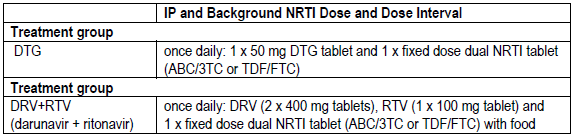 IP and Background NRTI Dose and Dose Interval
Treatment group
DTG
once daily: 1 x 50 mg DTG tablet and 1 x fixed dose dual NRTI tablet
(ABC/3TC or TDF/FTC)
Treatment group
DRV+RTV
(darunavir + ritonavir)
once daily: DRV (2 x 400 mg tablets), RTV (1 x 100 mg tablet) and
1 x fixed dose dual NRTI tablet (ABC/3TC or TDF/FTC) with food